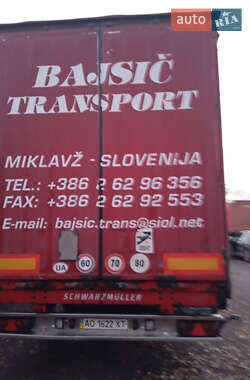 auto RIA
BAJSIČ
TRANSPORT
MIKLAVŽ - SLOVENIJA
TEL.: +386 2 62 96 356
FAX: +386 2 62 92 553
E-mail: bajsic.trans@siol.net
UA 60 70 80
SCHWARZMÜLLER
AO 1622 XT